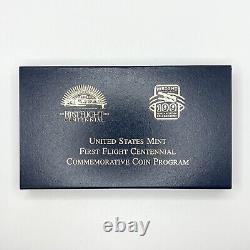 FIRST FLIGHT
CENTENNIAL
100
UNITED STATES MINT
FIRST FLIGHT CENTENNIAL
COMMEMORATIVE COIN PROGRAM